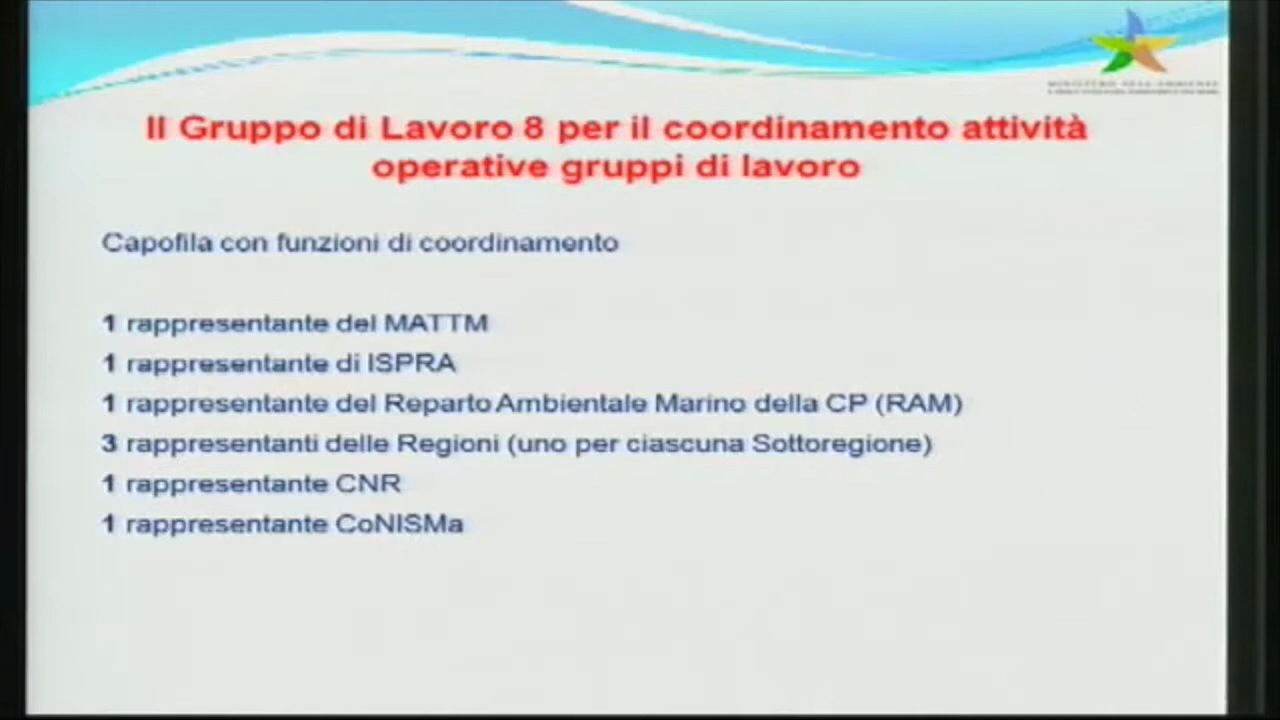 Il Gruppo di Lavoro 8 per il coordinamento attività
operative gruppi di lavoro
Capofila con funzioni di coordinamento
1 rappresentante del MATTM
1 rappresentante di ISPRA
1 rappresentante del Reparto Ambientale Marino della CP (RAM)
3 rappresentanti delle Regioni (uno per ciascuna Sottoregione)
1 rappresentante CNR
1 rappresentante CoNISMa